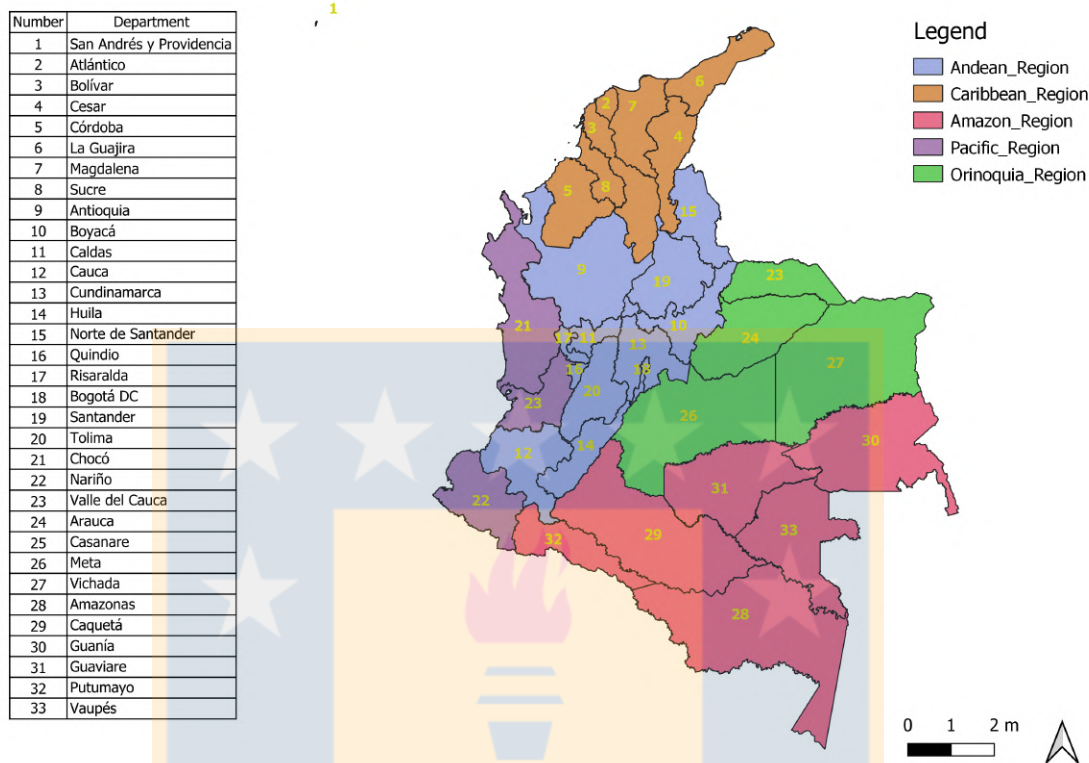 Number Department
1 San Andrés y Providencia
2 Atlántico
3 Bolívar
4 Cesar
5 Córdoba
6 La Guajira
7 Magdalena
8 Sucre
9 Antioquia
10 Boyacá
11 Caldas
12 Cauca
13 Cundinamarca
14 Huila
15 Norte de Santander
16 Quindio
17 Risaralda
18 Bogotá DC
19 Santander
20 Tolima
21 Chocó
22 Nariño
23 Valle del Cauca
24 Arauca
25 Casanare
26 Meta
27 Vichada
28 Amazonas
29 Caquetá
30 Guanía
31 Guaviare
32 Putumayo
33 Vaupés
1
6
2 7
3
4
5 8
15
9 19 23
21 10 24
17 11 13
27
16 18
20
23 26
30
12 14
31
22
32 29 33
28
Legend
Andean_Region
Caribbean_Region
Amazon_Region
Pacific_Region
Orinoquia_Region
0 1 2 m